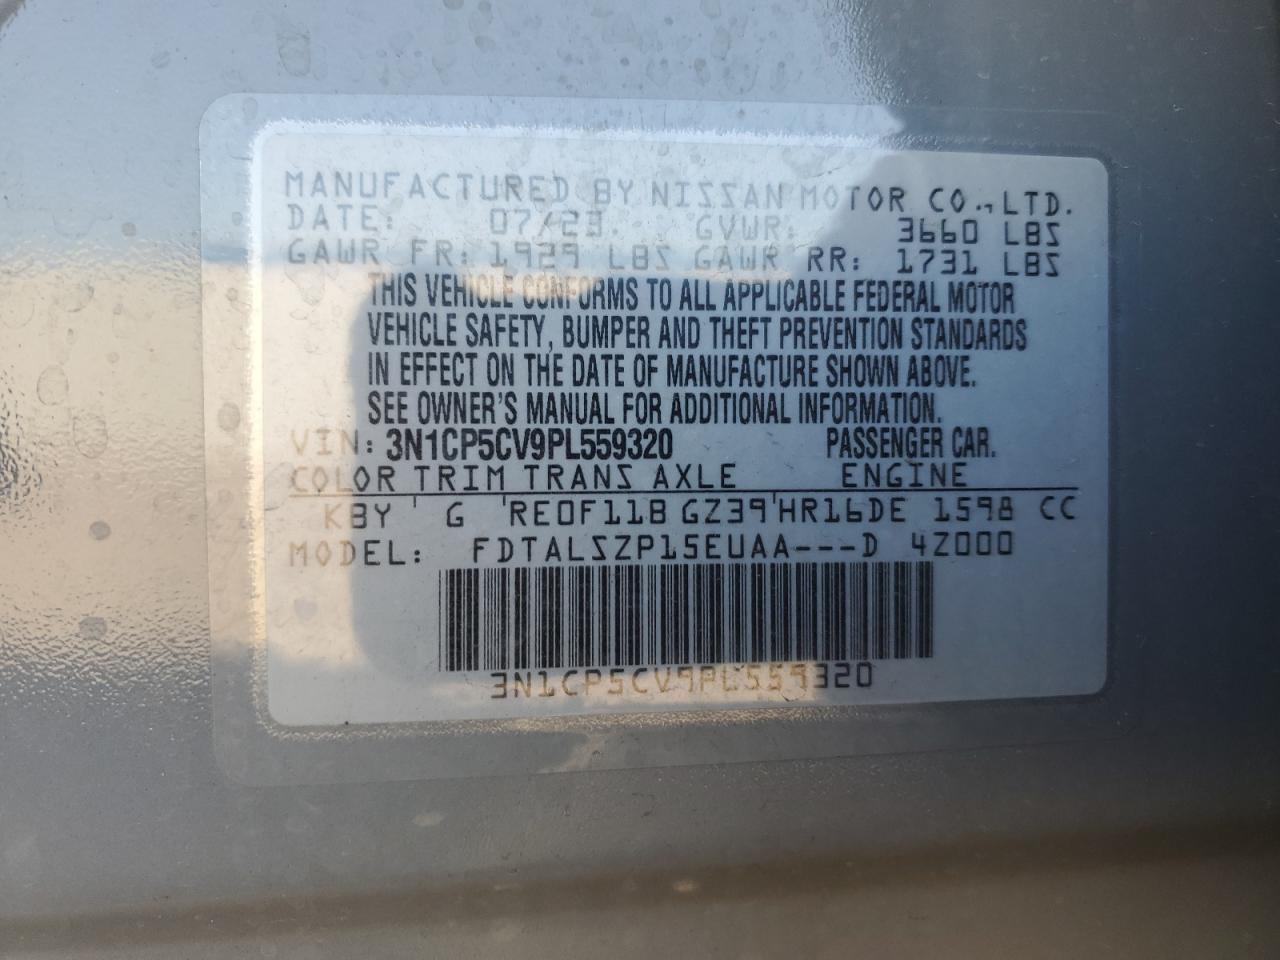 MANUFACTURED BY NISSAN MOTOR CO.,LTD.
DATE: 07/23. GVWR: 3660 LBS
GAWR FR: 1929 LBS GAWR RR: 1731 LBS
THIS VEHICLE CONFORMS TO ALL APPLICABLE FEDERAL MOTOR
VEHICLE SAFETY, BUMPER AND THEFT PREVENTION STANDARDS
IN EFFECT ON THE DATE OF MANUFACTURE SHOWN ABOVE.
SEE OWNER'S MANUAL FOR ADDITIONAL INFORMATION.
VIN: 3N1CP5CV9PL559320 PASSENGER CAR.
COLOR TRIM TRANS AXLE ENGINE
KBY ' G 'RE0F11B GZ39'HR16DE 1598 CC
MODEL: FDTALSZP15EUAA---D 4Z000
3N1CP5CV9PL559320